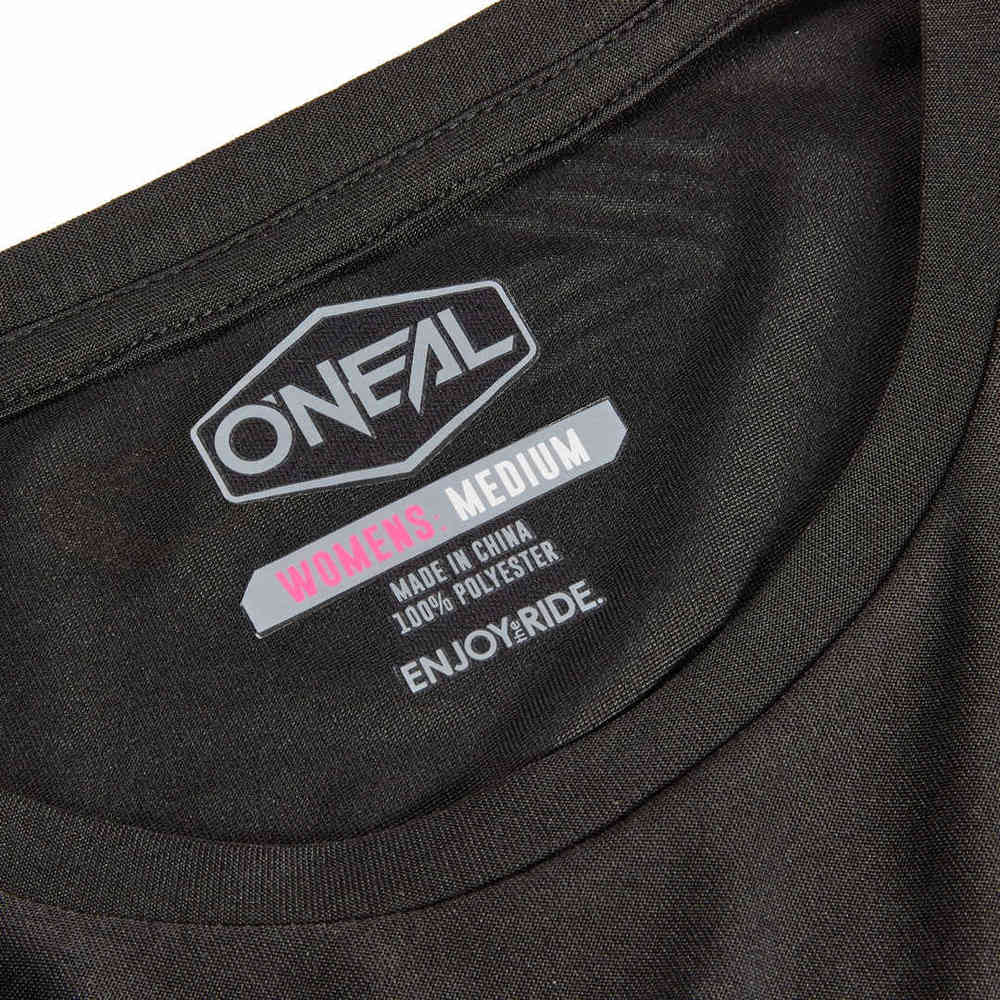 O'NEAL
WOMENS: MEDIUM
MADE IN CHINA
100% POLYESTER
ENJOY the RIDE.